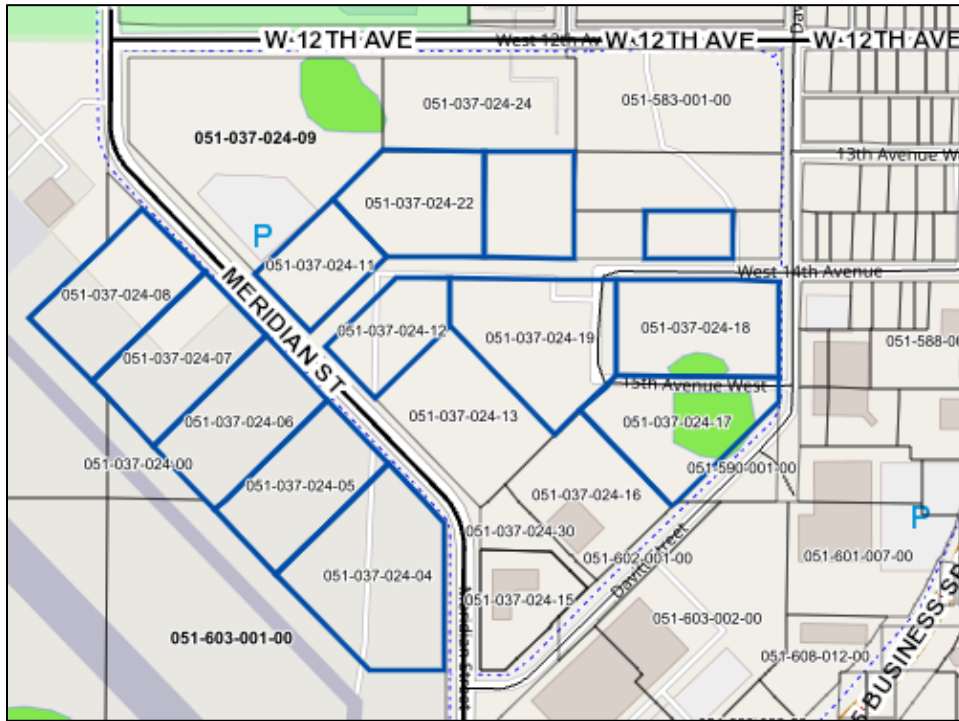 W 12TH AVE
West 12th Av
W 12TH AVE
W 12TH AVE
051-037-024-24
051-583-001-00
051-037-024-09
13th Avenue W
051-037-024-22
P
051-037-024-11
West 14th Avenue
051-037-024-08
MERIDIAN ST
051-037-024-12
051-037-024-19
051-037-024-18
051-588-06
051-037-024-07
15th Avenue West
051-037-024-06
051-037-024-13
051-037-024-17
051-037-024-00
051-590-001-00
051-037-024-05
051-037-024-16
P
051-037-024-30
051-602-001-00
051-601-007-00
Davitt Street
051-037-024-04
051-037-024-15
Meridian Street
051-603-002-00
051-603-001-00
051-608-012-00
S BUSINESS SP